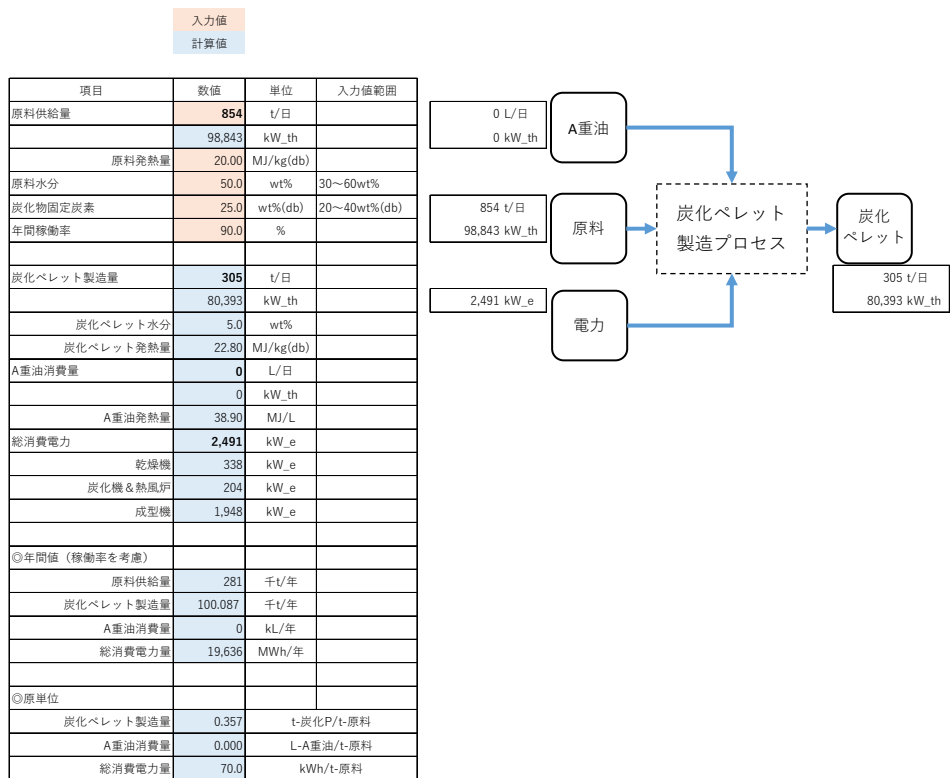 入力値
計算値
項目 数値 単位 入力値範囲
原料供給量 854 t/日
98,843 kW_th
原料発熱量 20.00 MJ/kg(db)
原料水分 50.0 wt% 30～60wt%
炭化物固定炭素 25.0 wt%(db) 20～40wt%(db)
年間稼働率 90.0 %
炭化ペレット製造量 305 t/日
80,393 kW_th
炭化ペレット水分 5.0 wt%
炭化ペレット発熱量 22.80 MJ/kg(db)
A重油消費量 0 L/日
0 kW_th
A重油発熱量 38.90 MJ/L
総消費電力 2,491 kW_e
乾燥機 338 kW_e
炭化機＆熱風炉 204 kW_e
成型機 1,948 kW_e
◎年間値（稼働率を考慮）
原料供給量 281 千t/年
炭化ペレット製造量 100.087 千t/年
A重油消費量 0 kL/年
総消費電力量 19,636 MWh/年
◎原単位
炭化ペレット製造量 0.357 t-炭化P/t-原料
A重油消費量 0.000 L-A重油/t-原料
総消費電力量 70.0 kWh/t-原料
0 L/日
0 kW_th
A重油
854 t/日
98,843 kW_th
原料
2,491 kW_e
電力
炭化ペレット
製造プロセス
炭化
ペレット
305 t/日
80,393 kW_th